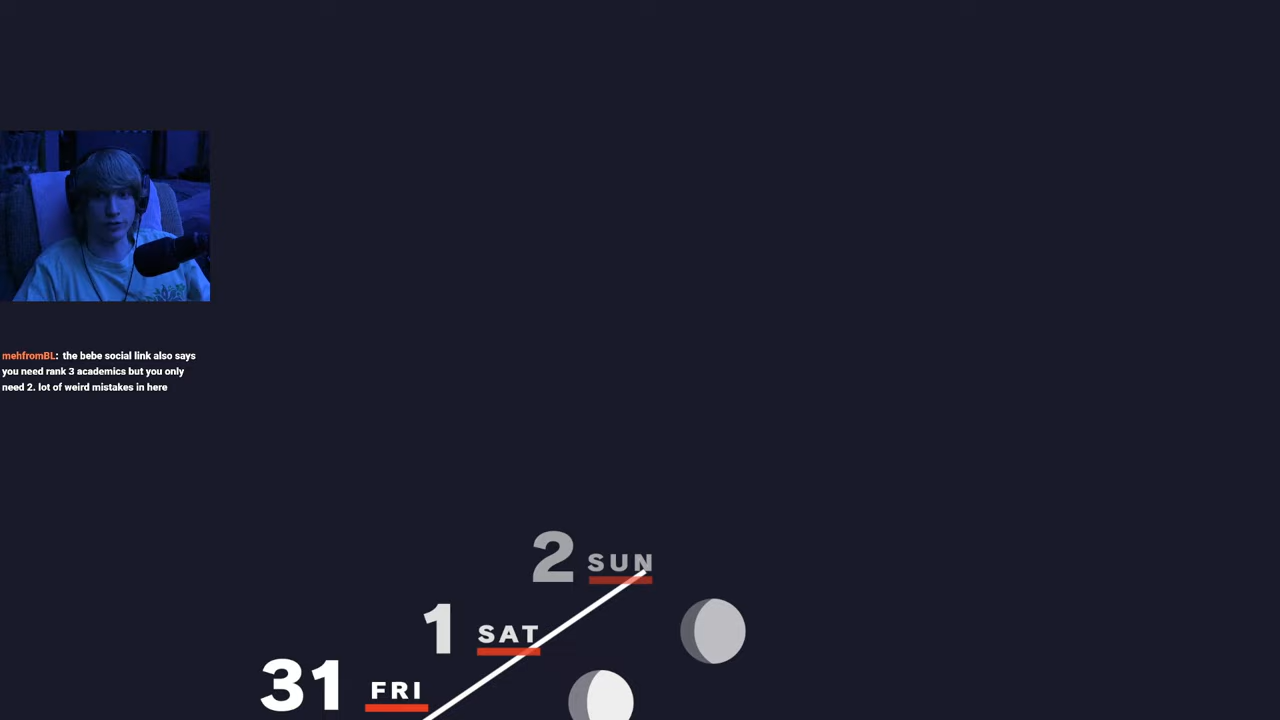 mehfromBL: the bebe social link also says
you need rank 3 academics but you only
need 2. lot of weird mistakes in here
2 SUN
1 SAT
31 FRI